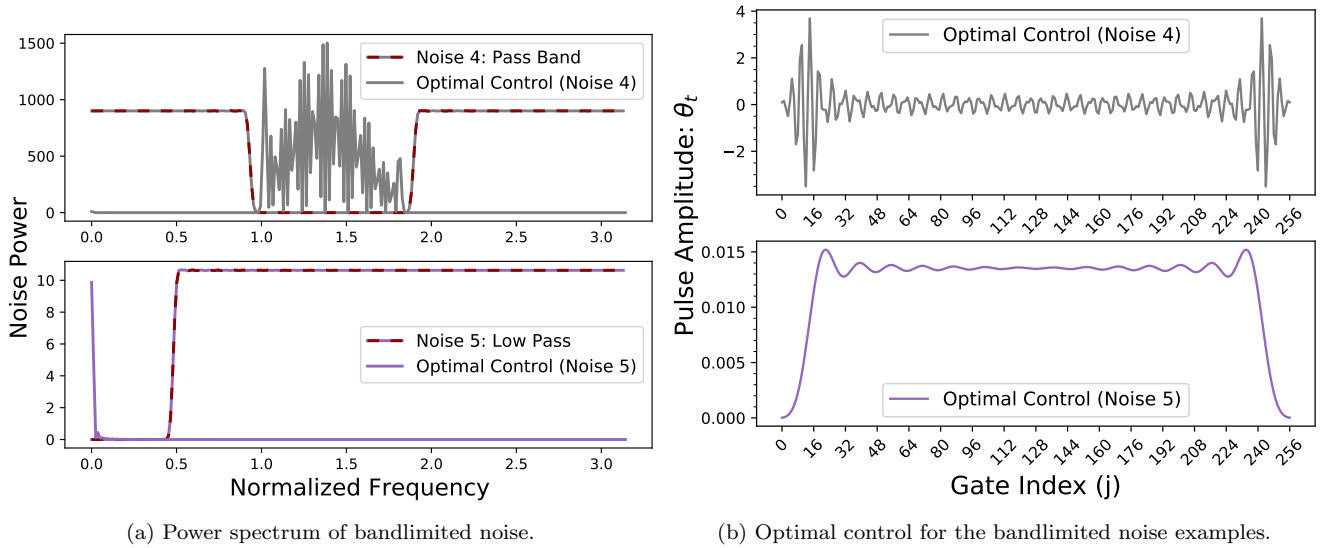 1500
1000
500
0
0.0 0.5 1.0 1.5 2.0 2.5 3.0
Noise 4: Pass Band
Optimal Control (Noise 4)
10
8
6
4
2
0
0.0 0.5 1.0 1.5 2.0 2.5 3.0
Noise 5: Low Pass
Optimal Control (Noise 5)
Noise Power
Normalized Frequency
(a) Power spectrum of bandlimited noise.
4
2
0
−2
0 16 32 48 64 80 96 112 128 144 160 176 192 208 224 240 256
Optimal Control (Noise 4)
0.015
0.010
0.005
0.000
0 16 32 48 64 80 96 112 128 144 160 176 192 208 224 240 256
Optimal Control (Noise 5)
Pulse Amplitude: θt
Gate Index (j)
(b) Optimal control for the bandlimited noise examples.